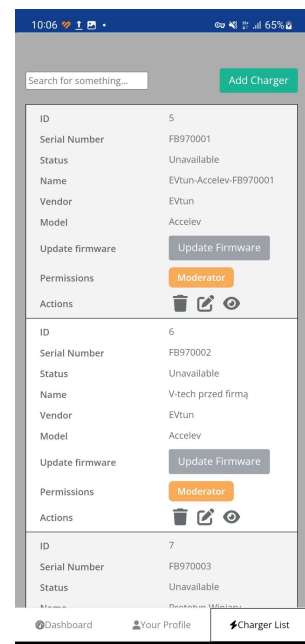 10:06
65%
Search for something...
Add Charger
ID 5
Serial Number FB970001
Status Unavailable
Name EVtun-Accelev-FB970001
Vendor EVtun
Model Accelev
Update firmware Update Firmware
Permissions Moderator
Actions
ID 6
Serial Number FB970002
Status Unavailable
Name V-tech przed firmą
Vendor EVtun
Model Accelev
Update firmware Update Firmware
Permissions Moderator
Actions
ID 7
Serial Number FB970003
Status Unavailable
Name Prototyp Winiary
Dashboard Your Profile Charger List